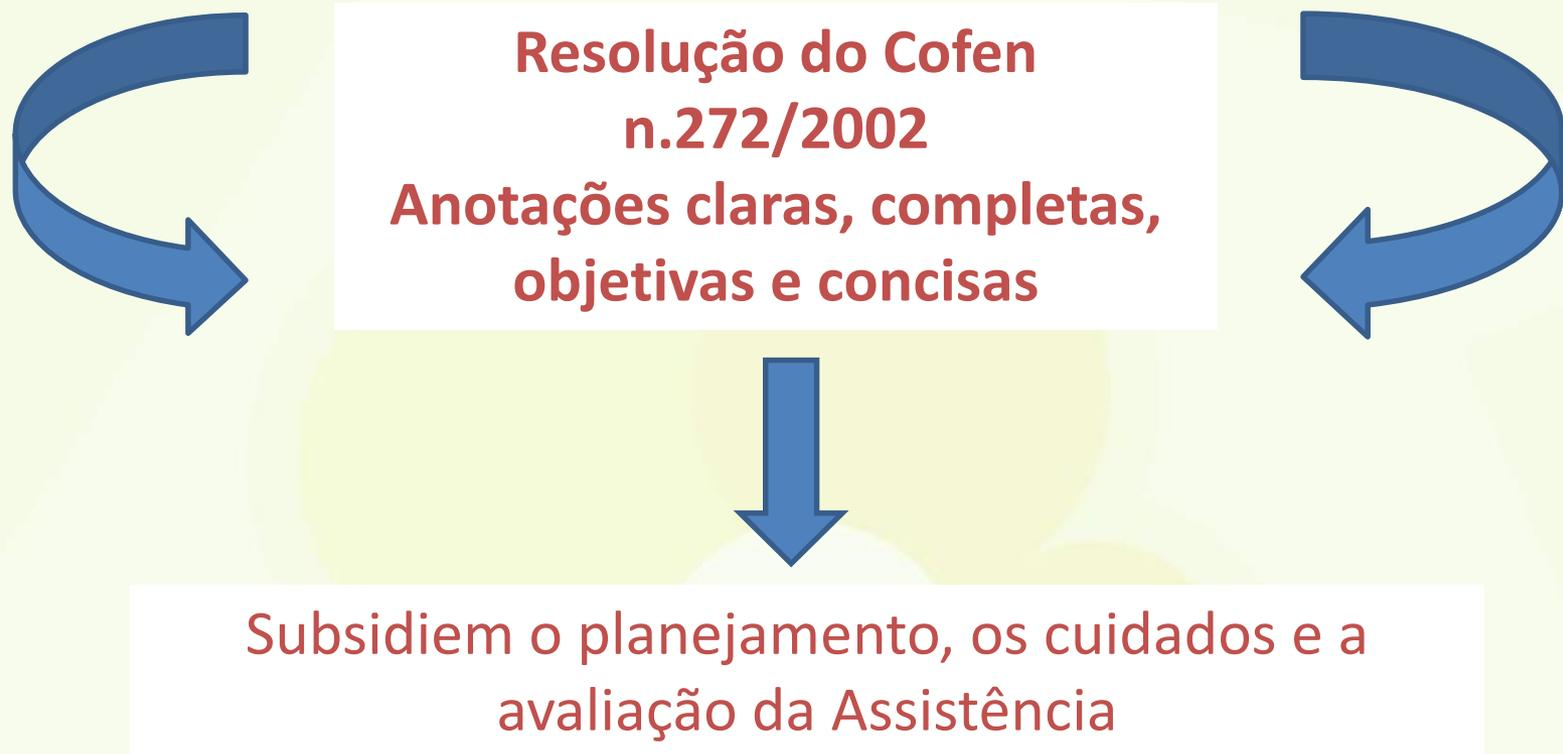 Resolução do Cofen
n.272/2002
Anotações claras, completas,
objetivas e concisas
Subsidiem o planejamento, os cuidados e a
avaliação da Assistência